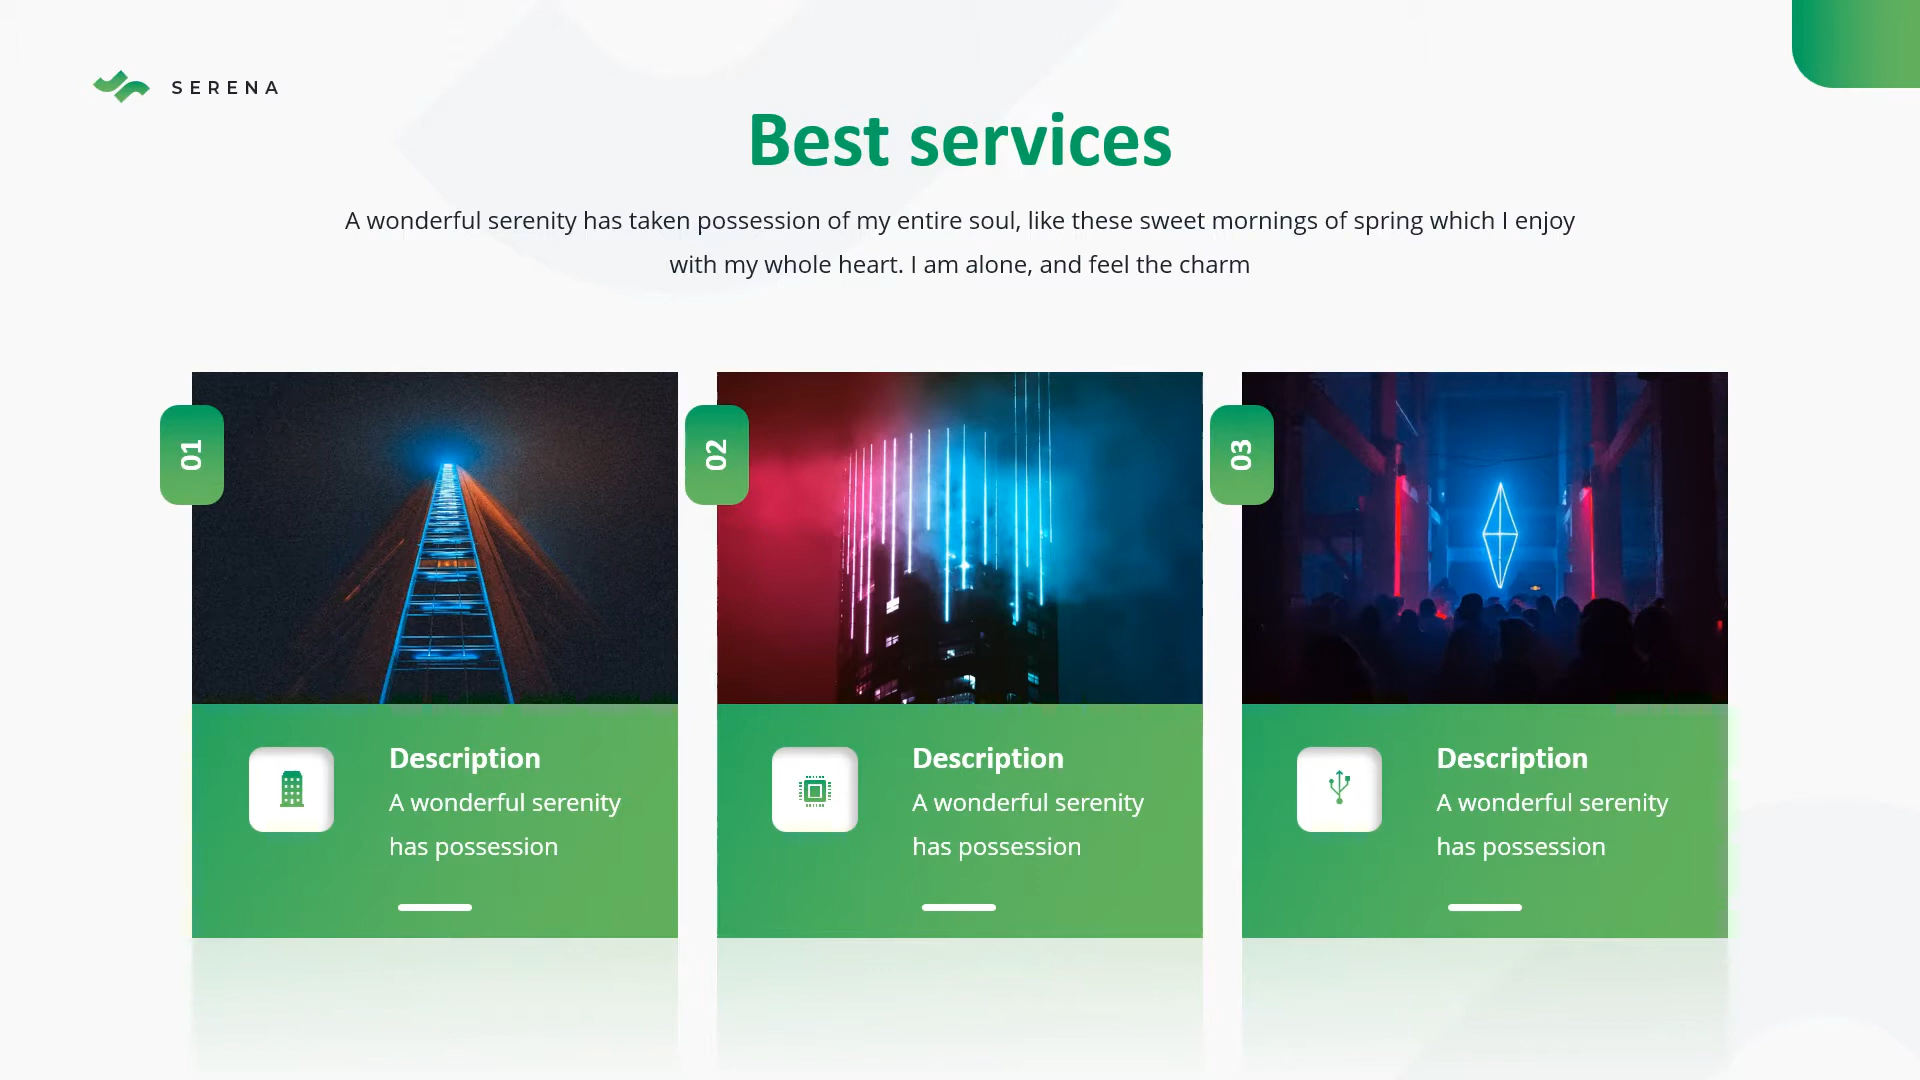 SERENA
Best services
A wonderful serenity has taken possession of my entire soul, like these sweet mornings of spring which I enjoy
with my whole heart. I am alone, and feel the charm
01
Description
A wonderful serenity
has possession
02
Description
A wonderful serenity
has possession
03
Description
A wonderful serenity
has possession